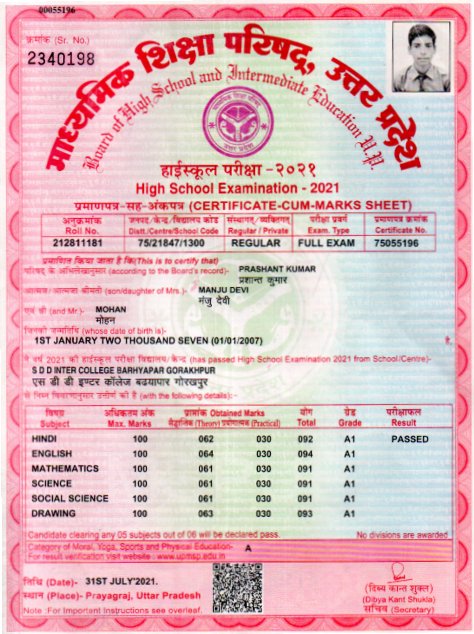 00055196
क्रमांक (Sr. No.)
2340198
माध्यमिक शिक्षा परिषद, उत्तर प्रदेश
Board of High School and Intermediate Education U.P.
उत्तर प्रदेश
हाईस्कूल परीक्षा -२०२१
High School Examination - 2021
प्रमाणपत्र-सह-अंकपत्र (CERTIFICATE-CUM-MARKS SHEET)
अनुक्रमांक जनपद/केन्द्र/विद्यालय कोड संस्थागत/व्यक्तिगत परीक्षा प्रवर्ग प्रमाणपत्र क्रमांक
Roll No. Distt./Centre/School Code Regular / Private Exam. Type Certificate No.
212811181 75/21847/1300 REGULAR FULL EXAM 75055196
प्रमाणित किया जाता है कि(This is to certify that)
परिषद के अभिलेखानुसार (according to the Board's record)- PRASHANT KUMAR
प्रशान्त कुमार
आत्मज/आत्मजा श्रीमती (son/daughter of Mrs.)- MANJU DEVI
मंजु देवी
एवं श्री (and Mr.) - MOHAN
मोहन
जिनकी जन्मतिथि (whose date of birth is)-
1ST JANUARY TWO THOUSAND SEVEN (01/01/2007) है,
ने वर्ष 2021 की हाईस्कूल परीक्षा विद्यालय/केन्द्र (has passed High School Examination 2021 from School/Centre)-
S D D INTER COLLEGE BARHYAPAR GORAKHPUR
एस डी डी इण्टर कॉलेज बढयापार गोरखपुर
से निम्न विवरणानुसार उत्तीर्ण की है (with the following details):-
विषय अधिकतम अंक प्राप्तांक Obtained Marks योग ग्रेड परीक्षाफल
Subject Max. Marks सैद्धान्तिक (Theory) प्रयोगात्मक (Practical) Total Grade Result
HINDI 100 062 030 092 A1 PASSED
ENGLISH 100 064 030 094 A1
MATHEMATICS 100 061 030 091 A1
SCIENCE 100 061 030 091 A1
SOCIAL SCIENCE 100 061 030 091 A1
DRAWING 100 063 030 093 A1
Candidate clearing any 05 subjects out of 06 will be declared pass. No divisions are awarded
Category of Moral, Yoga, Sports and Physical Education- A
For result verification visit website : www.upmsp.edu.in
तिथि (Date)- 31ST JULY'2021.
स्थान (Place)- Prayagraj, Uttar Pradesh
Note :For Important Instructions see overleaf.
(दिव्य कान्त शुक्ल)
(Dibya Kant Shukla)
सचिव (Secretary)